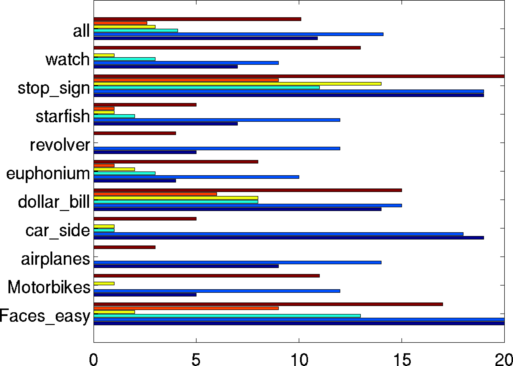 all
watch
stop_sign
starfish
revolver
euphonium
dollar_bill
car_side
airplanes
Motorbikes
Faces_easy
0 5 10 15 20